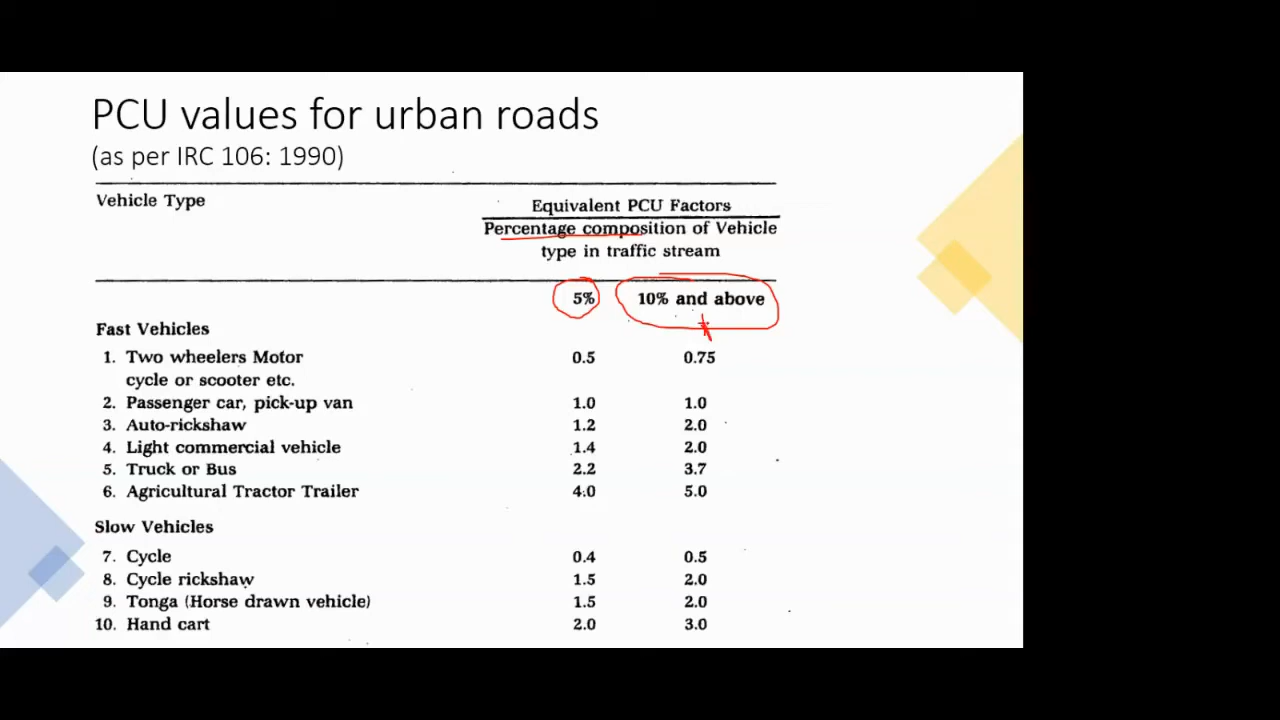 PCU values for urban roads
(as per IRC 106: 1990)
Vehicle Type Equivalent PCU Factors
Percentage composition of Vehicle
type in traffic stream
5% 10% and above
Fast Vehicles
1. Two wheelers Motor 0.5 0.75
cycle or scooter etc.
2. Passenger car, pick-up van 1.0 1.0
3. Auto-rickshaw 1.2 2.0
4. Light commercial vehicle 1.4 2.0
5. Truck or Bus 2.2 3.7
6. Agricultural Tractor Trailer 4.0 5.0
Slow Vehicles
7. Cycle 0.4 0.5
8. Cycle rickshaw 1.5 2.0
9. Tonga (Horse drawn vehicle) 1.5 2.0
10. Hand cart 2.0 3.0